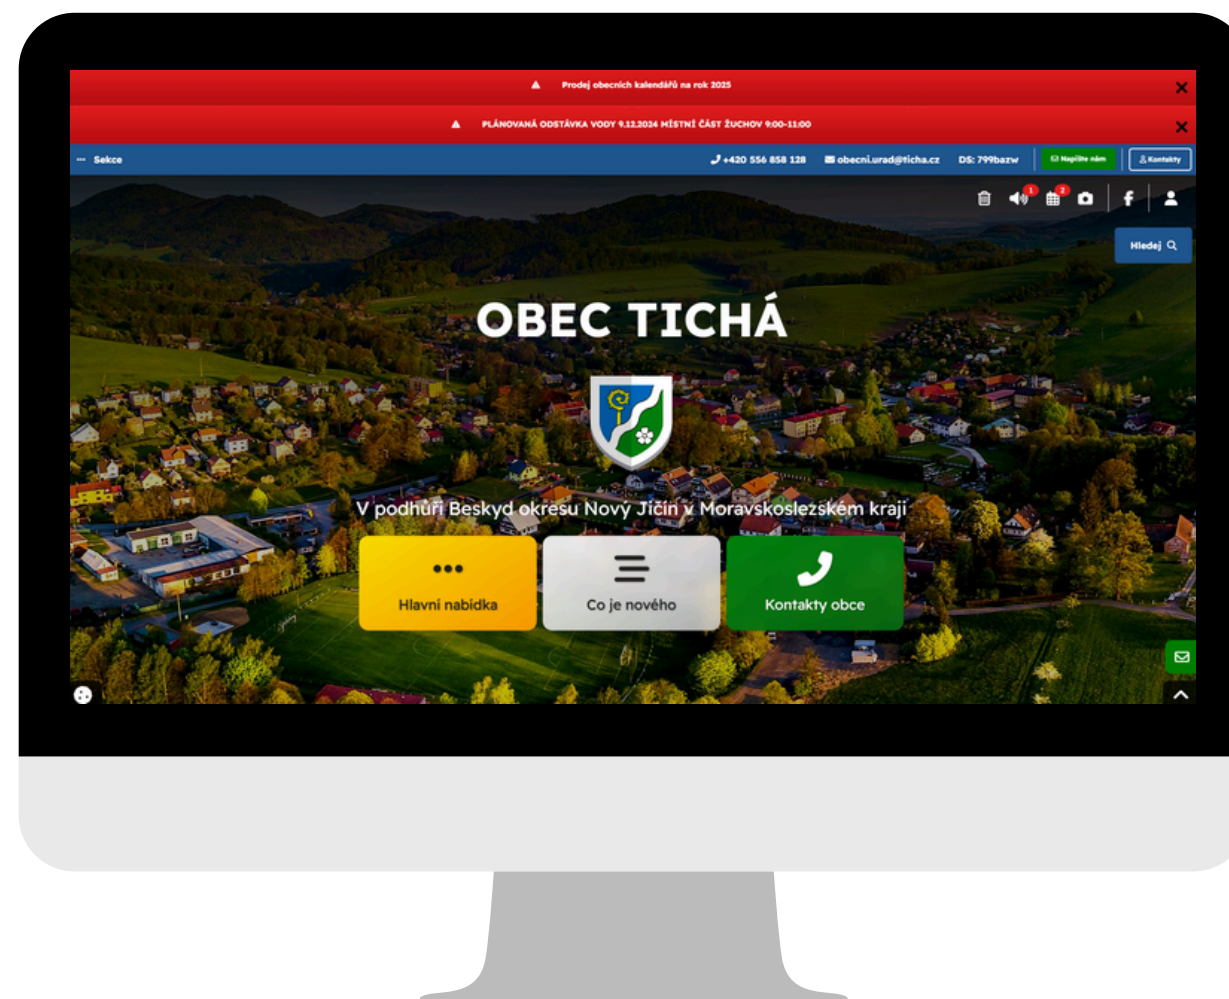 Prodej obecních kalendářů na rok 2025
PLÁNOVANÁ ODSTÁVKA VODY 9.12.2024 MÍSTNÍ ČÁST ŽUCHOV 9:00-11:00
Sekce
+420 556 858 128
obecni.urad@ticha.cz
DS: 799bazw
Napište nám
Kontakty
1
2
Hledej
OBEC TICHÁ
V podhůří Beskyd okresu Nový Jičín v Moravskoslezském kraji
Hlavní nabídka
Co je nového
Kontakty obce